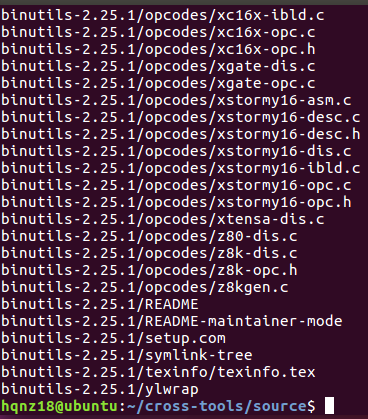 binutils-2.25.1/opcodes/xc16x-ibld.c
binutils-2.25.1/opcodes/xc16x-opc.c
binutils-2.25.1/opcodes/xc16x-opc.h
binutils-2.25.1/opcodes/xgate-dis.c
binutils-2.25.1/opcodes/xgate-opc.c
binutils-2.25.1/opcodes/xstormy16-asm.c
binutils-2.25.1/opcodes/xstormy16-desc.c
binutils-2.25.1/opcodes/xstormy16-desc.h
binutils-2.25.1/opcodes/xstormy16-dis.c
binutils-2.25.1/opcodes/xstormy16-ibld.c
binutils-2.25.1/opcodes/xstormy16-opc.c
binutils-2.25.1/opcodes/xstormy16-opc.h
binutils-2.25.1/opcodes/xtensa-dis.c
binutils-2.25.1/opcodes/z80-dis.c
binutils-2.25.1/opcodes/z8k-dis.c
binutils-2.25.1/opcodes/z8k-opc.h
binutils-2.25.1/opcodes/z8kgen.c
binutils-2.25.1/README
binutils-2.25.1/README-maintainer-mode
binutils-2.25.1/setup.com
binutils-2.25.1/symlink-tree
binutils-2.25.1/texinfo/texinfo.tex
binutils-2.25.1/ylwrap
hqnz18@ubuntu:~/cross-tools/source$